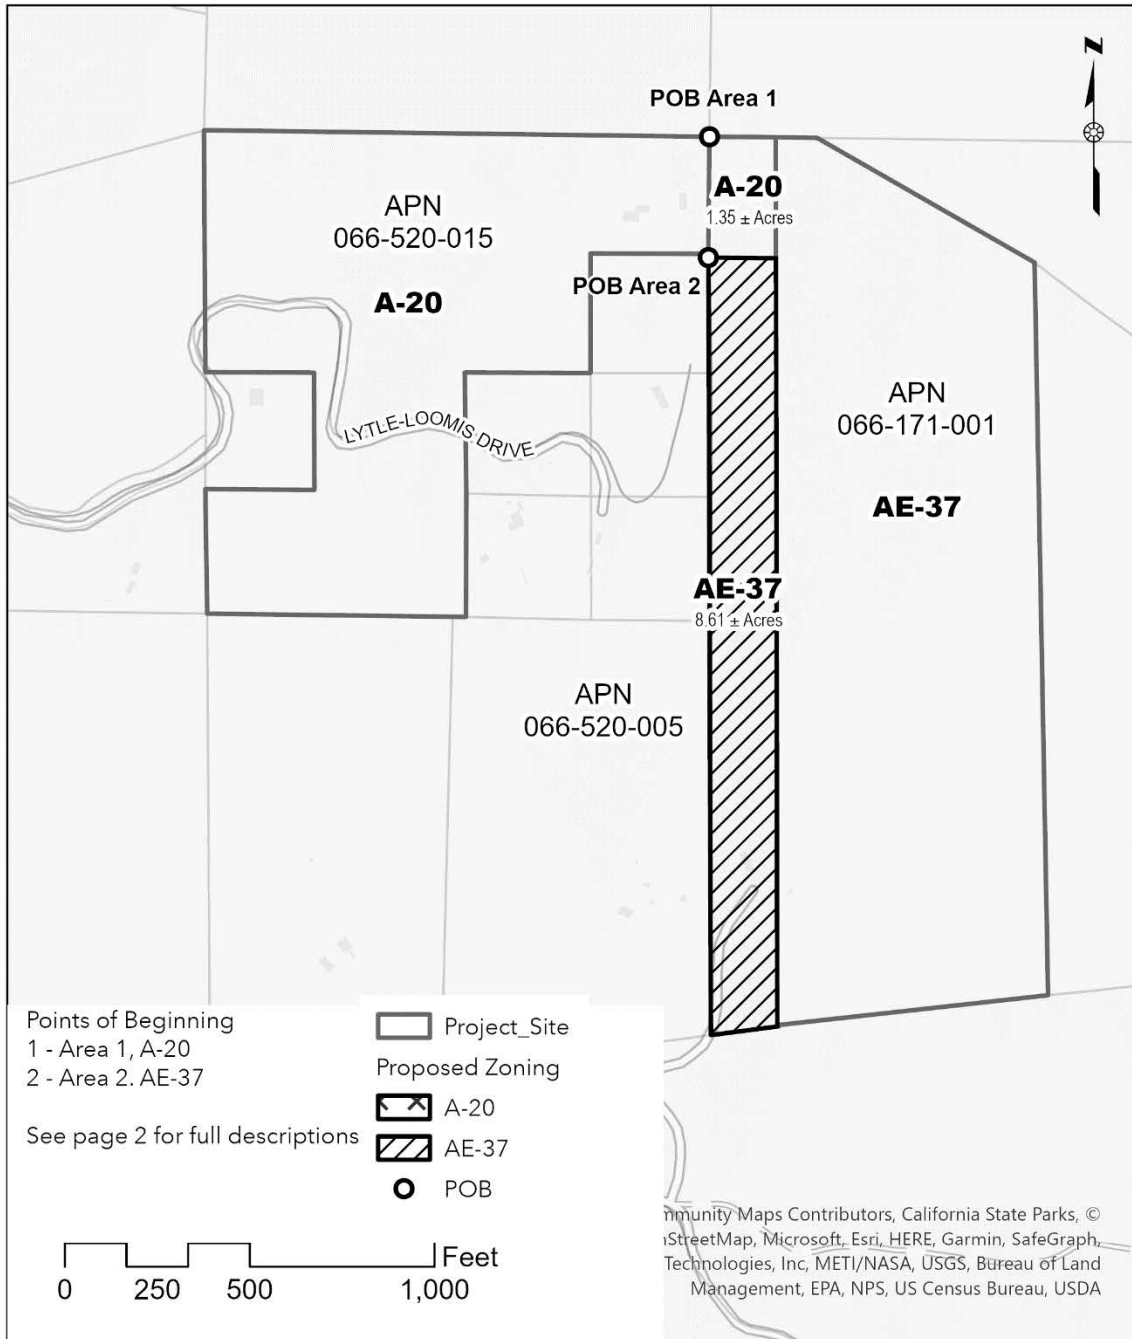 N
POB Area 1
A-20
1.35 ± Acres
APN
066-520-015
A-20
POB Area 2
APN
066-171-001
AE-37
LYTLE-LOOMIS DRIVE
AE-37
8.61 ± Acres
APN
066-520-005
Points of Beginning
1 - Area 1, A-20
2 - Area 2. AE-37
See page 2 for full descriptions
Project_Site
Proposed Zoning
A-20
AE-37
POB
Feet
0 250 500 1,000
Maps Contributors, California State Parks, ©
Microsoft, Esri, HERE, Garmin, SafeGraph,
Technologies, Inc, METI/NASA, USGS, Bureau of Land
Management, EPA, NPS, US Census Bureau, USDA